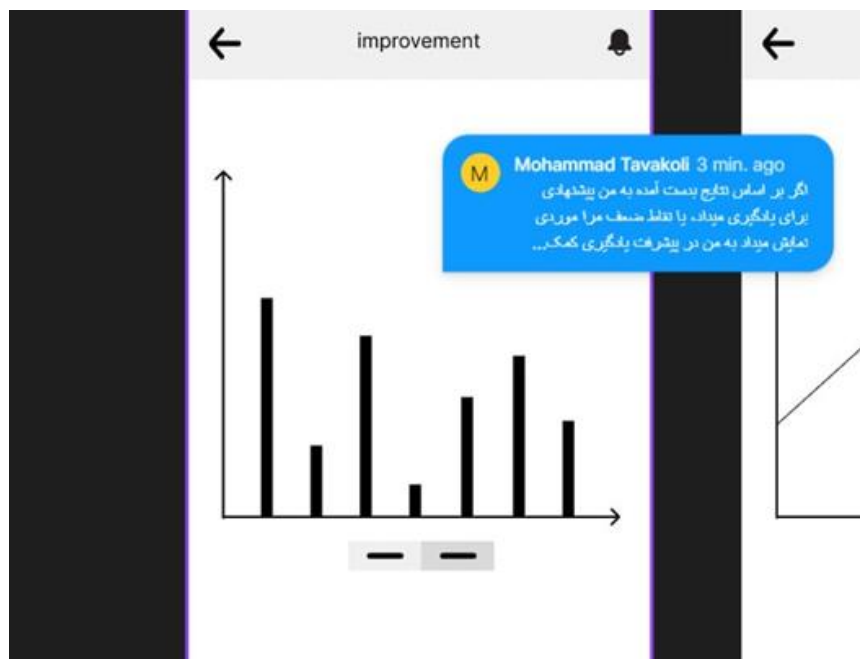 improvement
M
Mohammad Tavakoli 3 min. ago
اگر بر اساس نتایج بدست آمده به من پیشنهادی
برای یادگیری میداد، یا نقاط ضعف مرا موردی
نمایش میداد به من در پیشرفت یادگیری کمک...